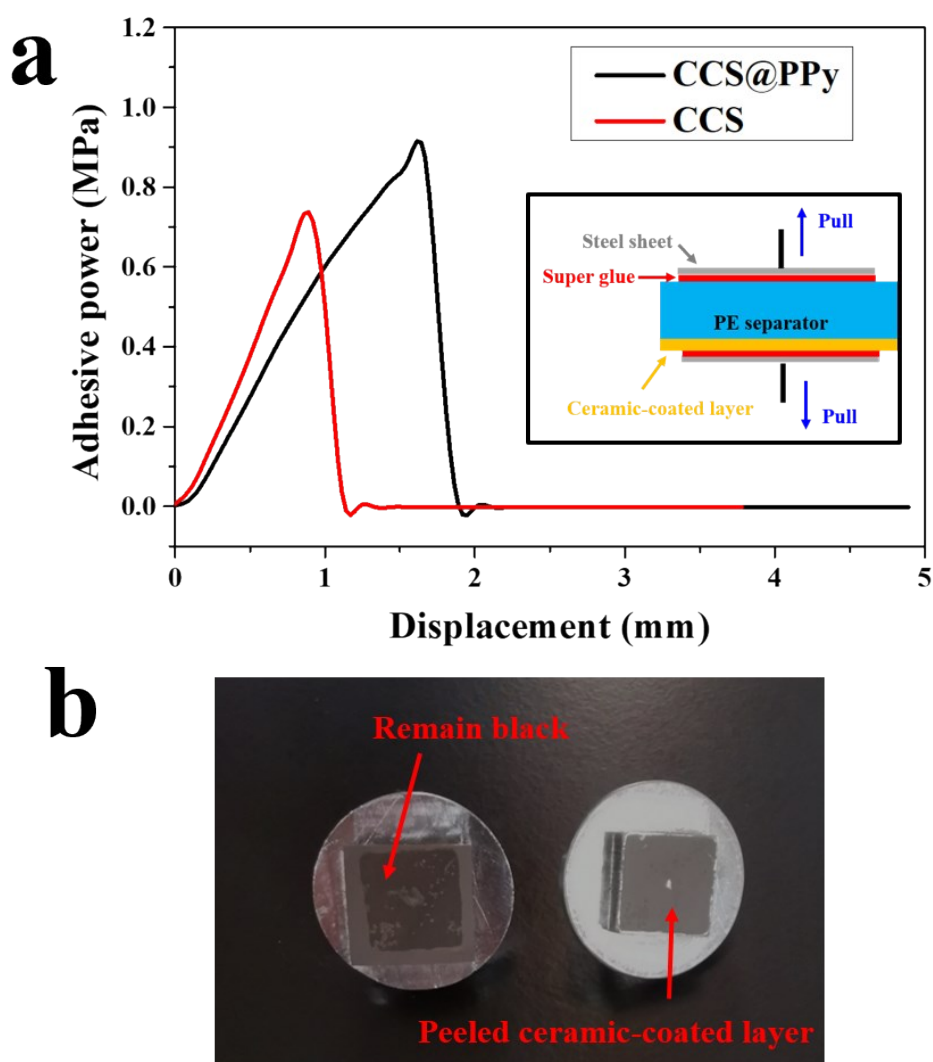 a
1.2
1.0
0.8
0.6
0.4
0.2
0.0
Adhesive power (MPa)
CCS@PPy
CCS
Pull
Steel sheet
Super glue
PE separator
Ceramic-coated layer
Pull
0 1 2 3 4 5
Displacement (mm)
b
Remain black
Peeled ceramic-coated layer